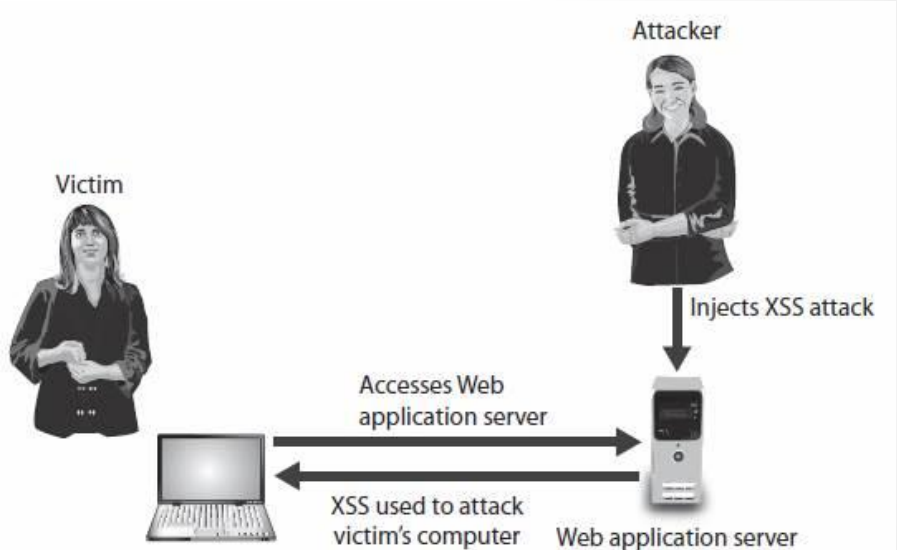 Attacker
Victim
Injects XSS attack
Accesses Web
application server
XSS used to attack
victim's computer
Web application server